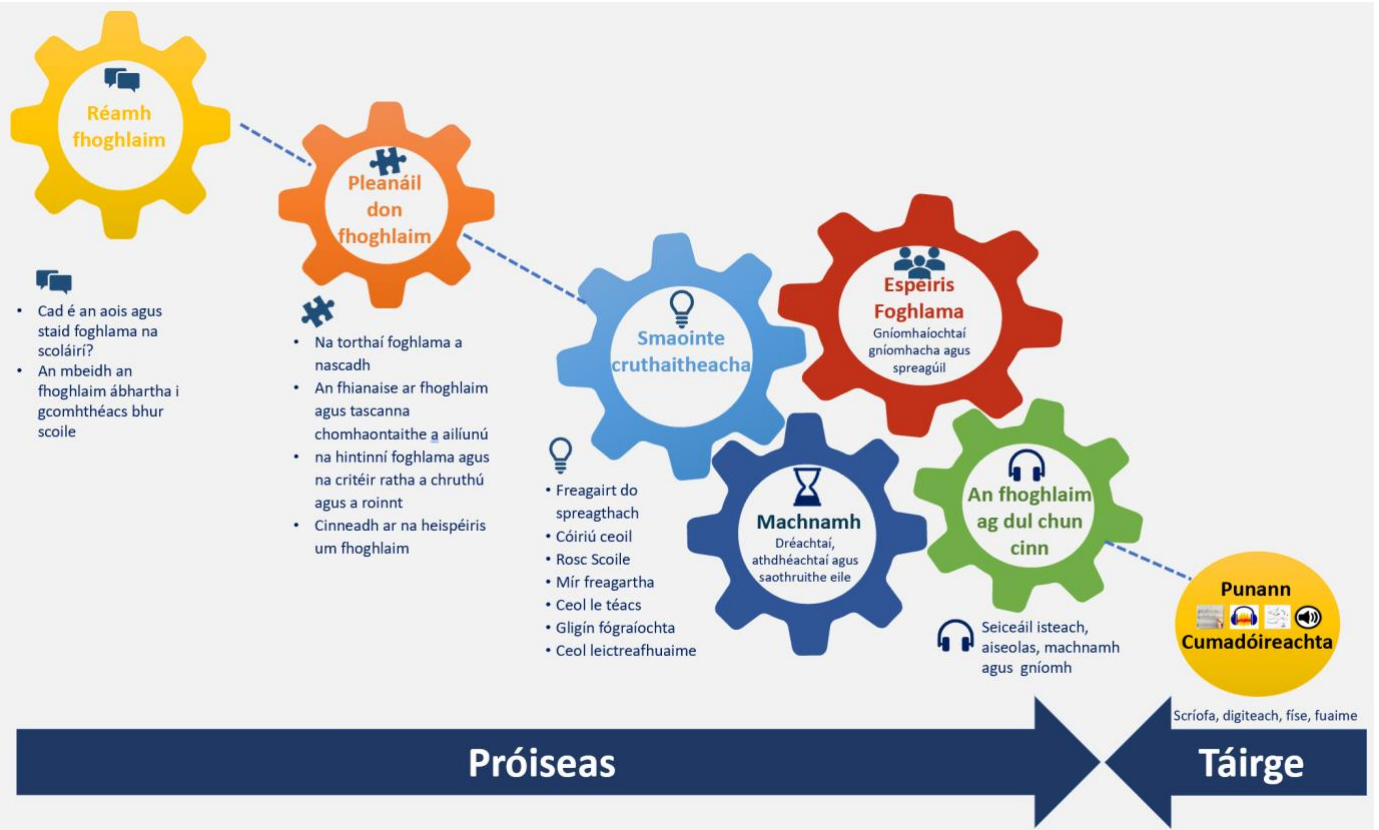 Réamh
fhoghlaim
• Cad é an aois agus
staid foghlama na
scoláirí?
• An mbeidh an
fhoghlaim ábhartha i
gcomhthéacs bhur
scoile
Pleanáil
don
fhoghlaim
• Na torthaí foghlama a
nascadh
• An fhianaise ar fhoghlaim
agus tascanna
chomhaontaithe a ailíunú
• na hintinní foghlama agus
na critéir ratha a chruthú
agus a roinnt
• Cinneadh ar na heispéiris
um fhoghlaim
Smaointe
cruthaitheacha
• Freagairt do
spreagthach
• Cóiriú ceoil
• Rosc Scoile
• Mír freagartha
• Ceol le téacs
• Gligín fógraíochta
• Ceol leictreafhuaime
Espéiris
Foghlama
Gníomhaíochtaí
gníomhacha agus
spreagúil
Machnamh
Dréachtaí,
athdhéachtaí agus
saothruithe eile
An fhoghlaim
ag dul chun
cinn
Seiceáil isteach,
aiseolas, machnamh
agus gníomh
Punann
Cumadóireachta
Scríofa, digiteach, físe, fuaime
Próiseas
Táirge